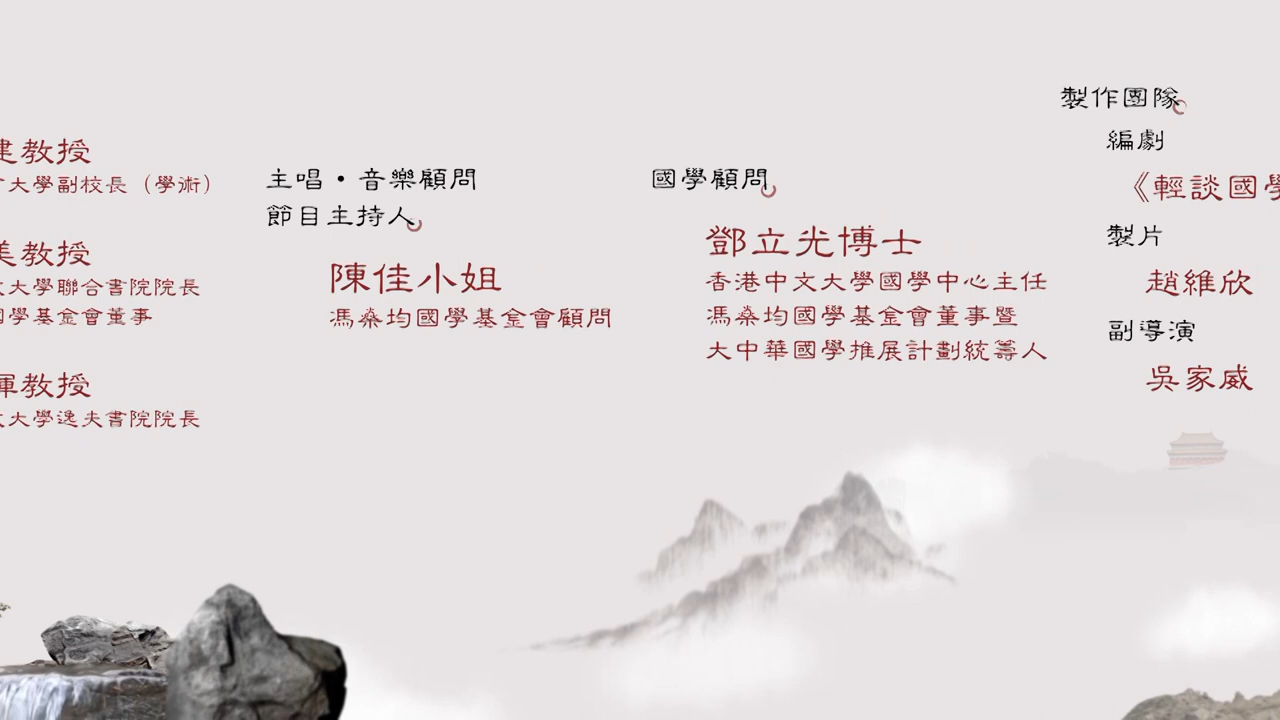 教授
大學副校長（學術）
教授
大學聯合書院院長
學基金會董事
教授
大學逸夫書院院長
主唱・音樂顧問
節目主持人
陳佳小姐
馮燊均國學基金會顧問
國學顧問
鄧立光博士
香港中文大學國學中心主任
馮燊均國學基金會董事暨
大中華國學推展計劃統籌人
製作團隊
編劇
《輕談國學
製片
趙維欣
副導演
吳家威